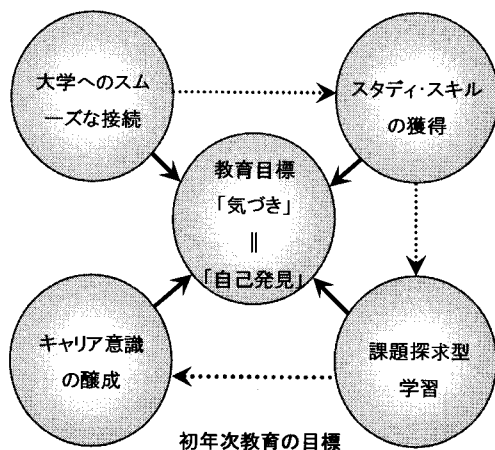 大学へのスム
ーズな接続
スタディ・スキル
の獲得
教育目標
「気づき」
||
「自己発見」
キャリア意識
の醸成
課題探求型
学習
初年次教育の目標